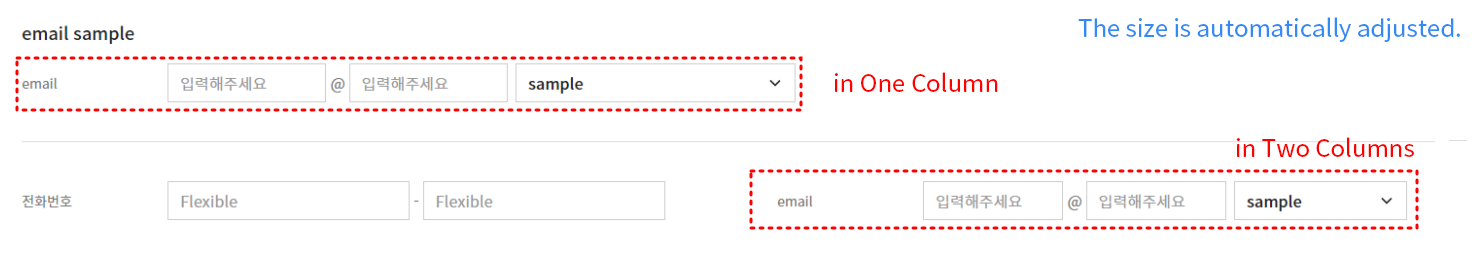 email sample
The size is automatically adjusted.
email 입력해주세요 @ 입력해주세요 sample
in One Column
in Two Columns
전화번호 Flexible - Flexible
email 입력해주세요 @ 입력해주세요 sample